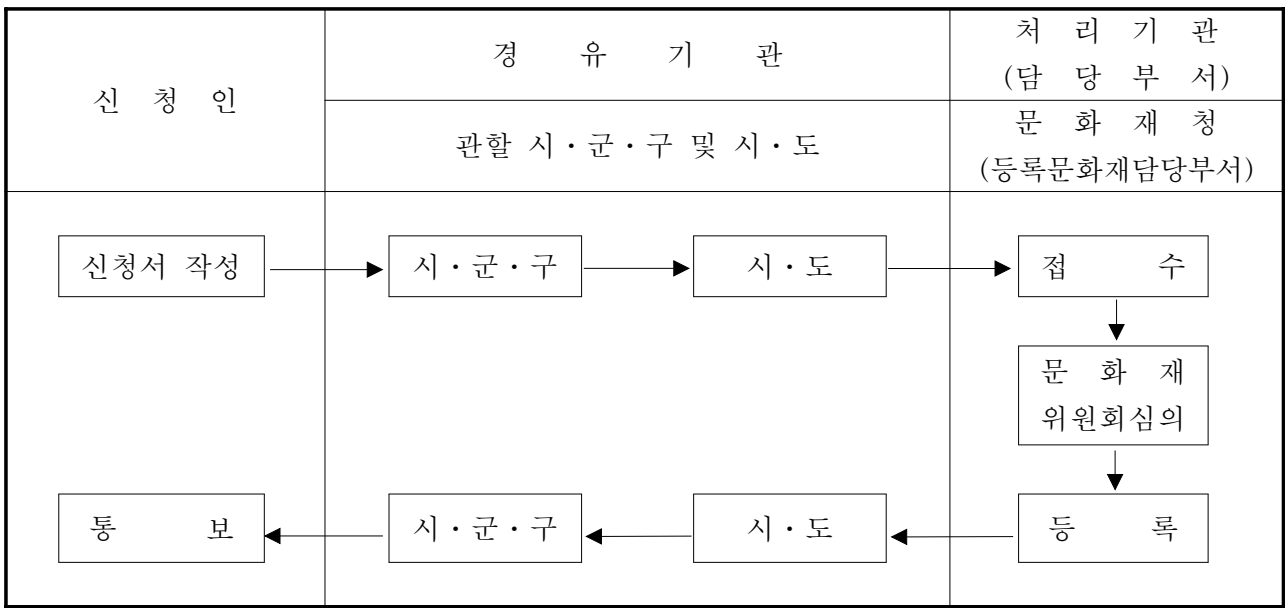 신 청 인
경 유 기 관
처 리 기 관
(담 당 부 서)
관할 시·군·구 및 시·도
문 화 재 청
(등록문화재담당부서)
신청서 작성
시·군·구
시·도
접 수
문 화 재
위원회심의
통 보
시·군·구
시·도
등 록